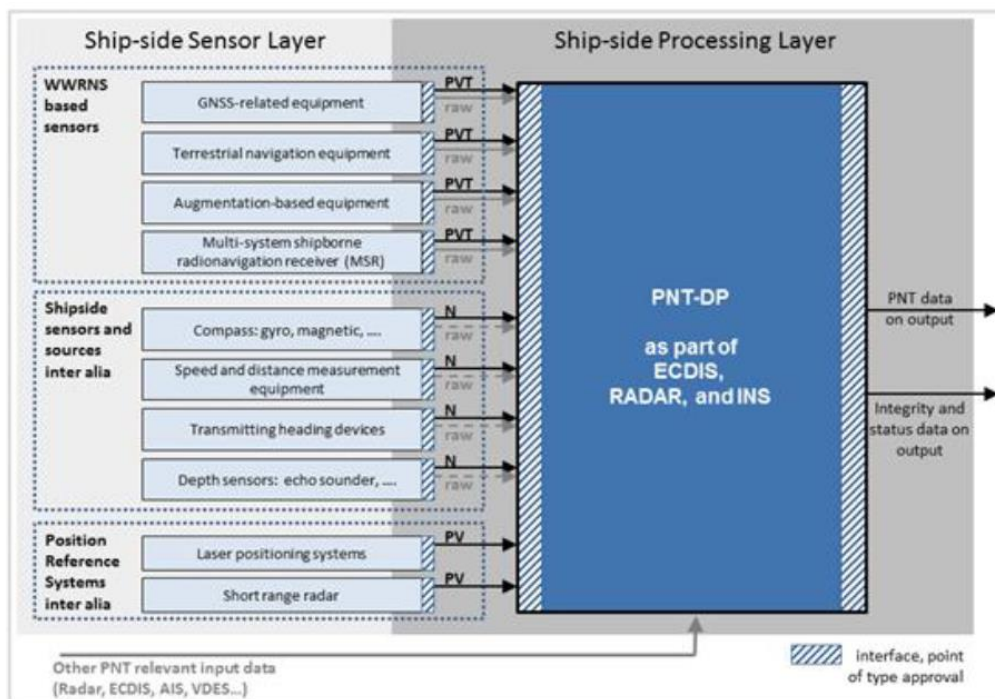 Ship-side Sensor Layer
Ship-side Processing Layer
WWRNS
based
sensors
GNSS-related equipment
PVT
raw
Terrestrial navigation equipment
PVT
raw
Augmentation-based equipment
PVT
raw
Multi-system shipborne
radionavigation receiver (MSR)
PVT
raw
Shipside
sensors and
sources
inter alia
Compass: gyro, magnetic, ....
N
raw
Speed and distance measurement
equipment
N
raw
Transmitting heading devices
N
raw
Depth sensors: echo sounder, ....
N
raw
Position
Reference
Systems
inter alia
Laser positioning systems
PV
Short range radar
PV
PNT-DP
as part of
ECDIS,
RADAR, and INS
PNT data
on output
Integrity and
status data on
output
Other PNT relevant input data
(Radar, ECDIS, AIS, VDES...)
interface, point
of type approval